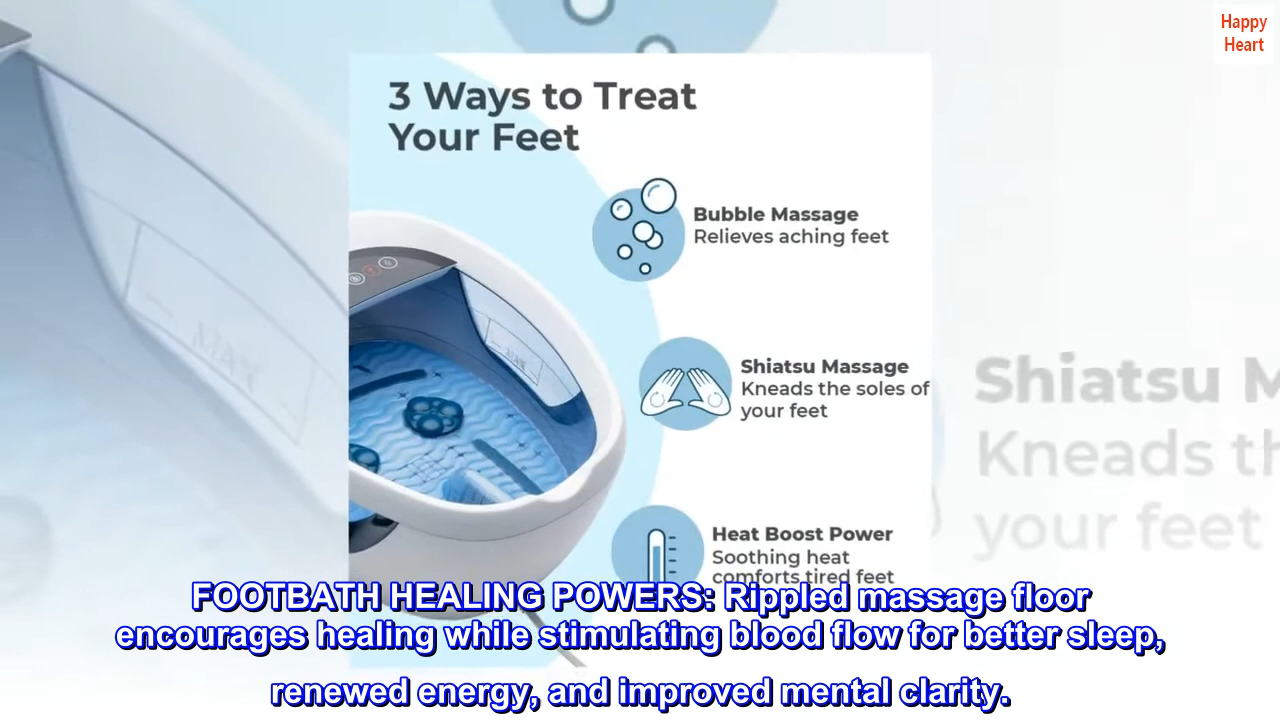 Happy
Heart
3 Ways to Treat
Your Feet
Bubble Massage
Relieves aching feet
Shiatsu Massage
Kneads the soles of
your feet
Heat Boost Power
Soothing heat
comforts tired feet
MAX
MAX
Shiatsu M
Kneads th
your feet
FOOTBATH HEALING POWERS: Rippled massage floor
encourages healing while stimulating blood flow for better sleep,
renewed energy, and improved mental clarity.